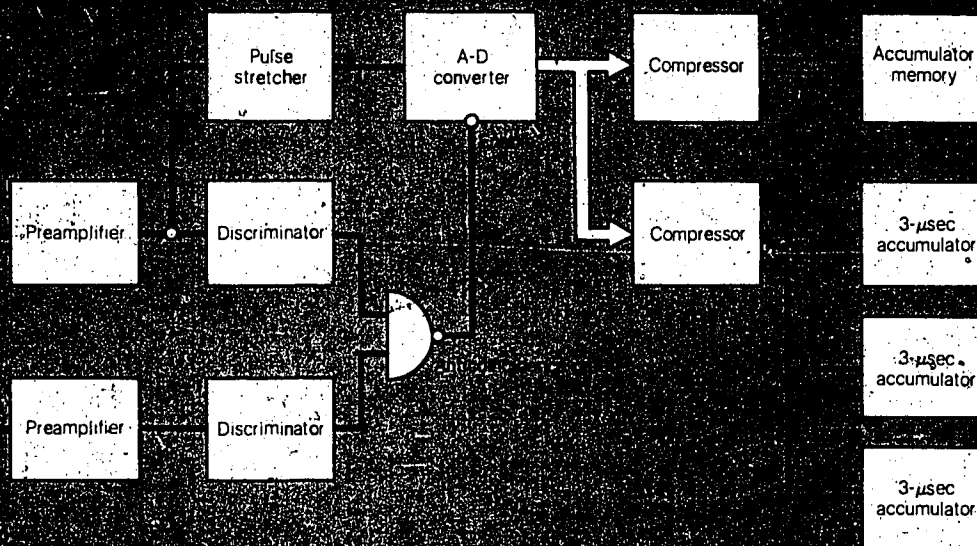 Pulse
stretcher
A-D
converter
Compressor
Accumulator
memory
Preamplifier
Discriminator
Compressor
3-μsec
accumulator
3-μsec
accumulator
Preamplifier
Discriminator
3-μsec
accumulator